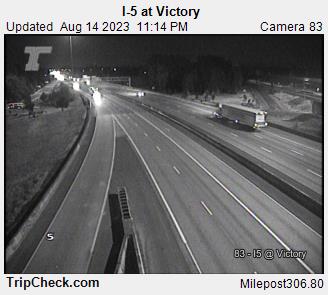 I-5 at Victory
Updated Aug 14 2023 11:14 PM Camera 83
T
S
83 - I5 @ Victory
TripCheck.com Milepost306.80